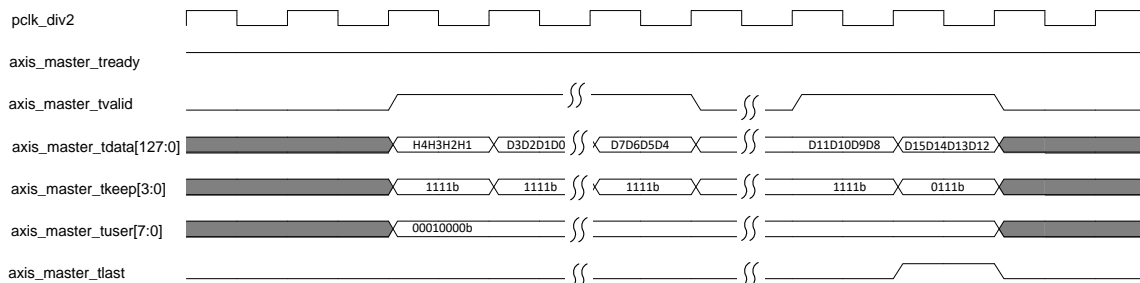 pclk_div2
axis_master_tready
axis_master_tvalid
axis_master_tdata[127:0] H4H3H2H1 D3D2D1D0 D7D6D5D4 D11D10D9D8 D15D14D13D12
axis_master_tkeep[3:0] 1111b 1111b 1111b 1111b 0111b
axis_master_tuser[7:0] 00010000b
axis_master_tlast